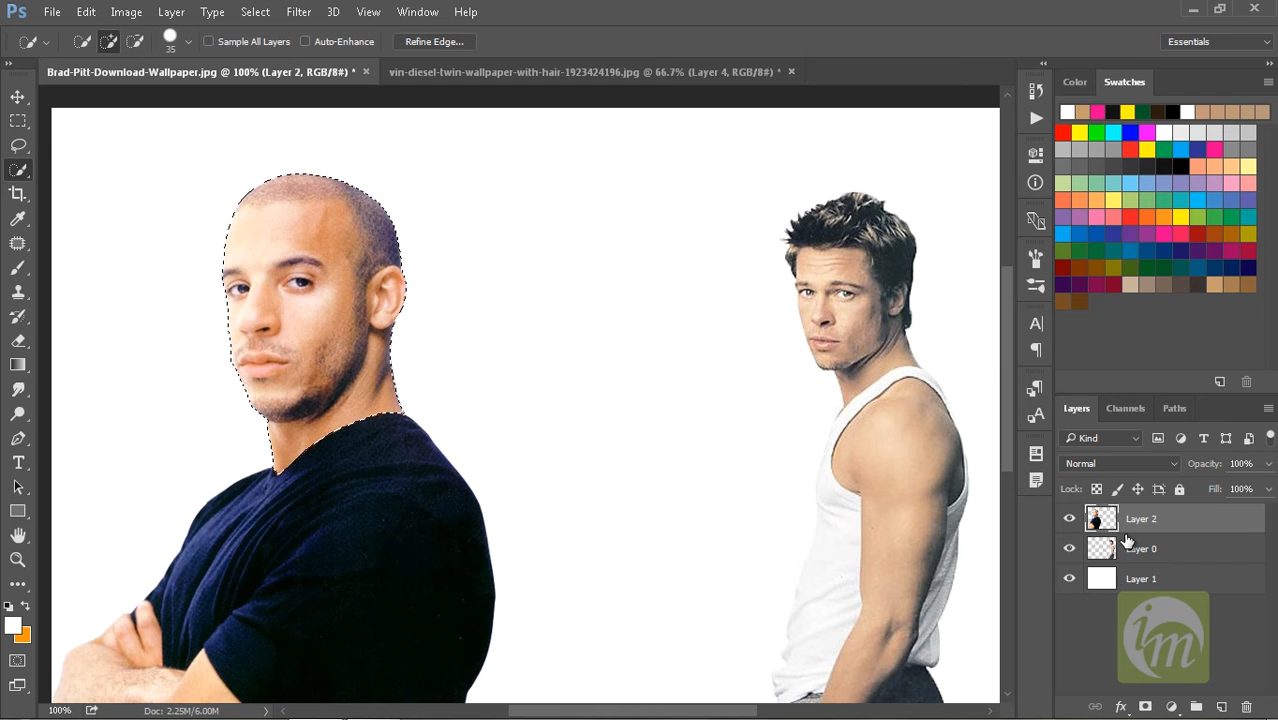 Ps File Edit Image Layer Type Select Filter 3D View Window Help
35 Sample All Layers Auto-Enhance Refine Edge... Essentials
Brad-Pitt-Download-Wallpaper.jpg @ 100% (Layer 2, RGB/8#) * vin-diesel-twin-wallpaper-with-hair-1923424196.jpg @ 66.7% (Layer 4, RGB/8#) *
Color Swatches
Layers Channels Paths
Kind
Normal Opacity: 100%
Lock: Fill: 100%
Layer 2
Layer 0
Layer 1
im
100% Doc: 2.25M/6.00M